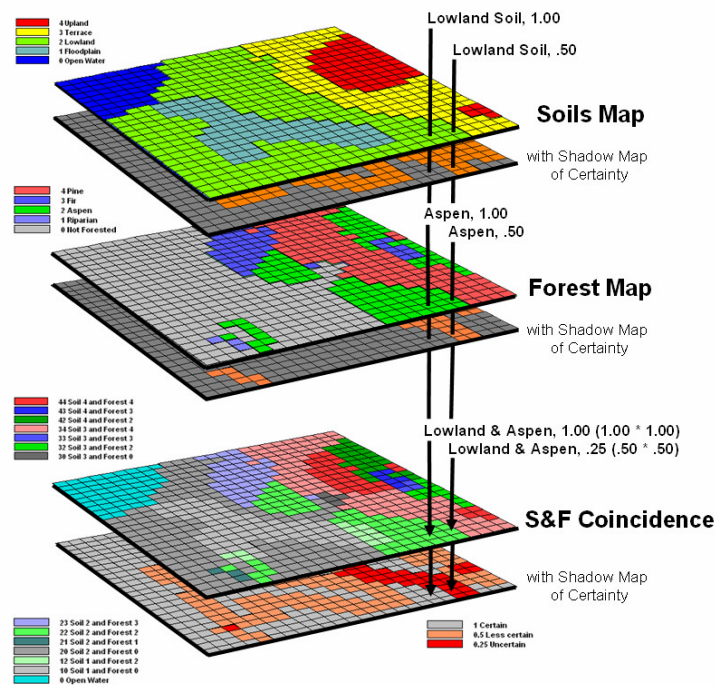 4 Upland
3 Terrace
2 Lowland
1 Floodplain
0 Open Water
Lowland Soil, 1.00
Lowland Soil, .50
Soils Map
with Shadow Map
of Certainty
4 Pine
3 Fir
2 Aspen
1 Riparian
0 Not Forested
Aspen, 1.00
Aspen, .50
Forest Map
with Shadow Map
of Certainty
44 Soil 4 and Forest 4
43 Soil 4 and Forest 3
42 Soil 4 and Forest 2
34 Soil 3 and Forest 4
33 Soil 3 and Forest 3
32 Soil 3 and Forest 2
30 Soil 3 and Forest 0
Lowland & Aspen, 1.00 (1.00 * 1.00)
Lowland & Aspen, .25 (.50 * .50)
S&F Coincidence
with Shadow Map
of Certainty
23 Soil 2 and Forest 3
22 Soil 2 and Forest 2
21 Soil 2 and Forest 1
20 Soil 2 and Forest 0
12 Soil 1 and Forest 2
10 Soil 1 and Forest 0
0 Open Water
1 Certain
0.5 Less certain
0.25 Uncertain